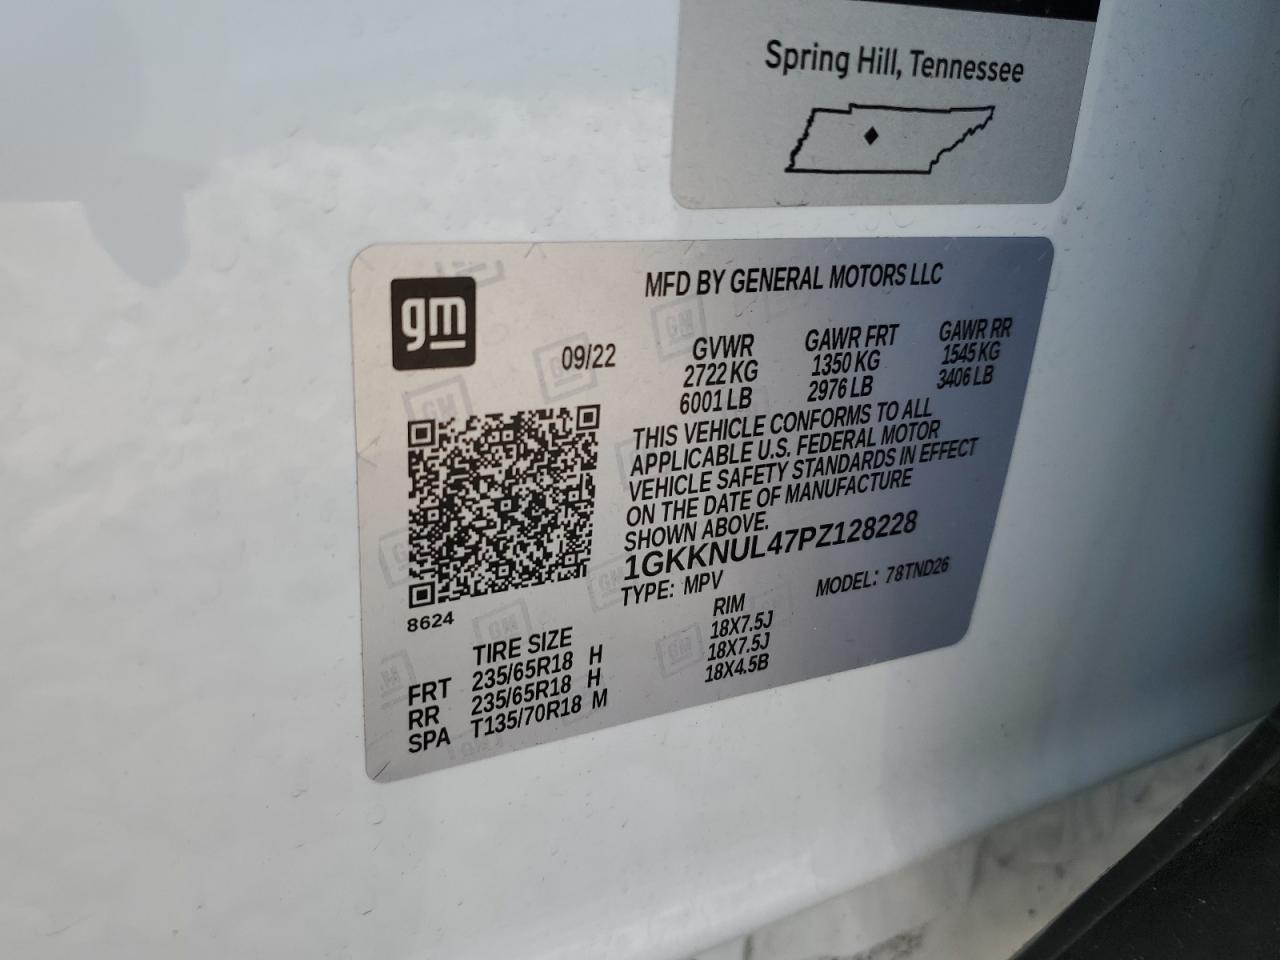 Spring Hill, Tennessee
gm
MFD BY GENERAL MOTORS LLC
09/22
GVWR GAWR FRT GAWR RR
2722 KG 1350 KG 1545 KG
6001 LB 2976 LB 3406 LB
THIS VEHICLE CONFORMS TO ALL
APPLICABLE U.S. FEDERAL MOTOR
VEHICLE SAFETY STANDARDS IN EFFECT
ON THE DATE OF MANUFACTURE
SHOWN ABOVE.
1GKKNUL47PZ128228
TYPE: MPV MODEL: 78TND26
8624
TIRE SIZE RIM
FRT 235/65R18 H 18X7.5J
RR 235/65R18 H 18X7.5J
SPA T135/70R18 M 18X4.5B